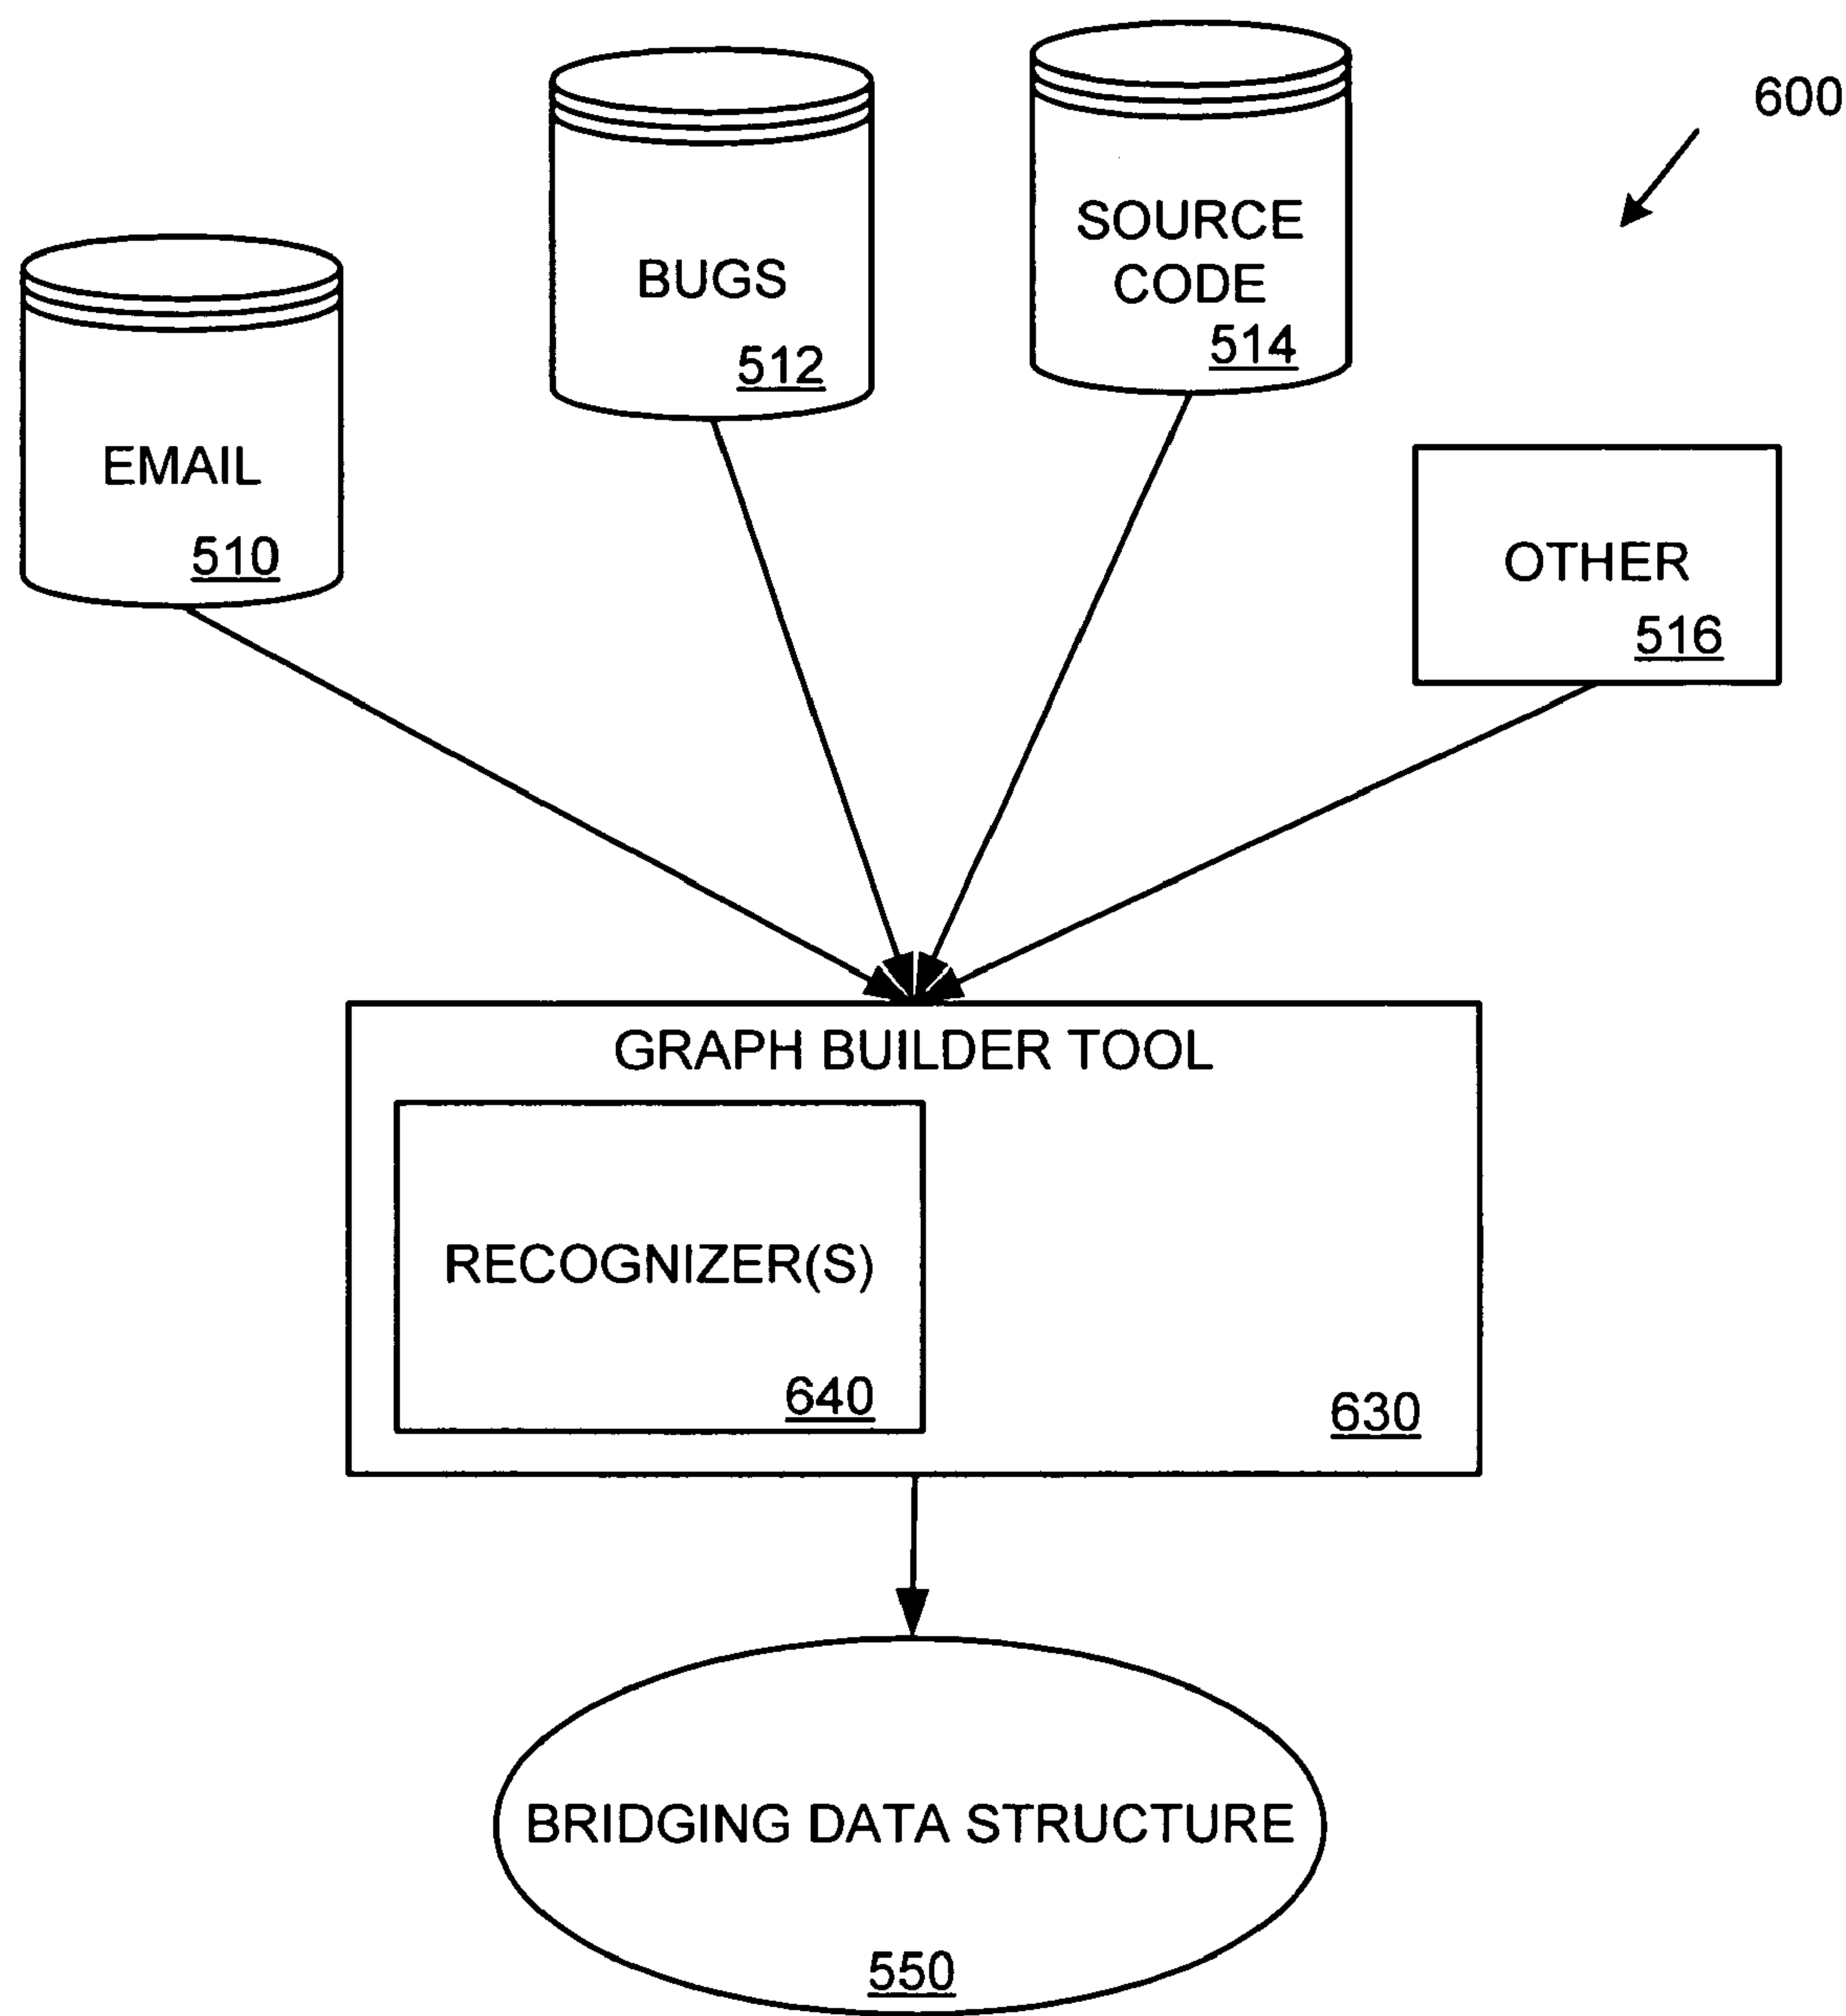 600
SOURCE
CODE
514
BUGS
512
EMAIL
510
OTHER
516
GRAPH BUILDER TOOL
RECOGNIZER(S)
640
630
BRIDGING DATA STRUCTURE
550